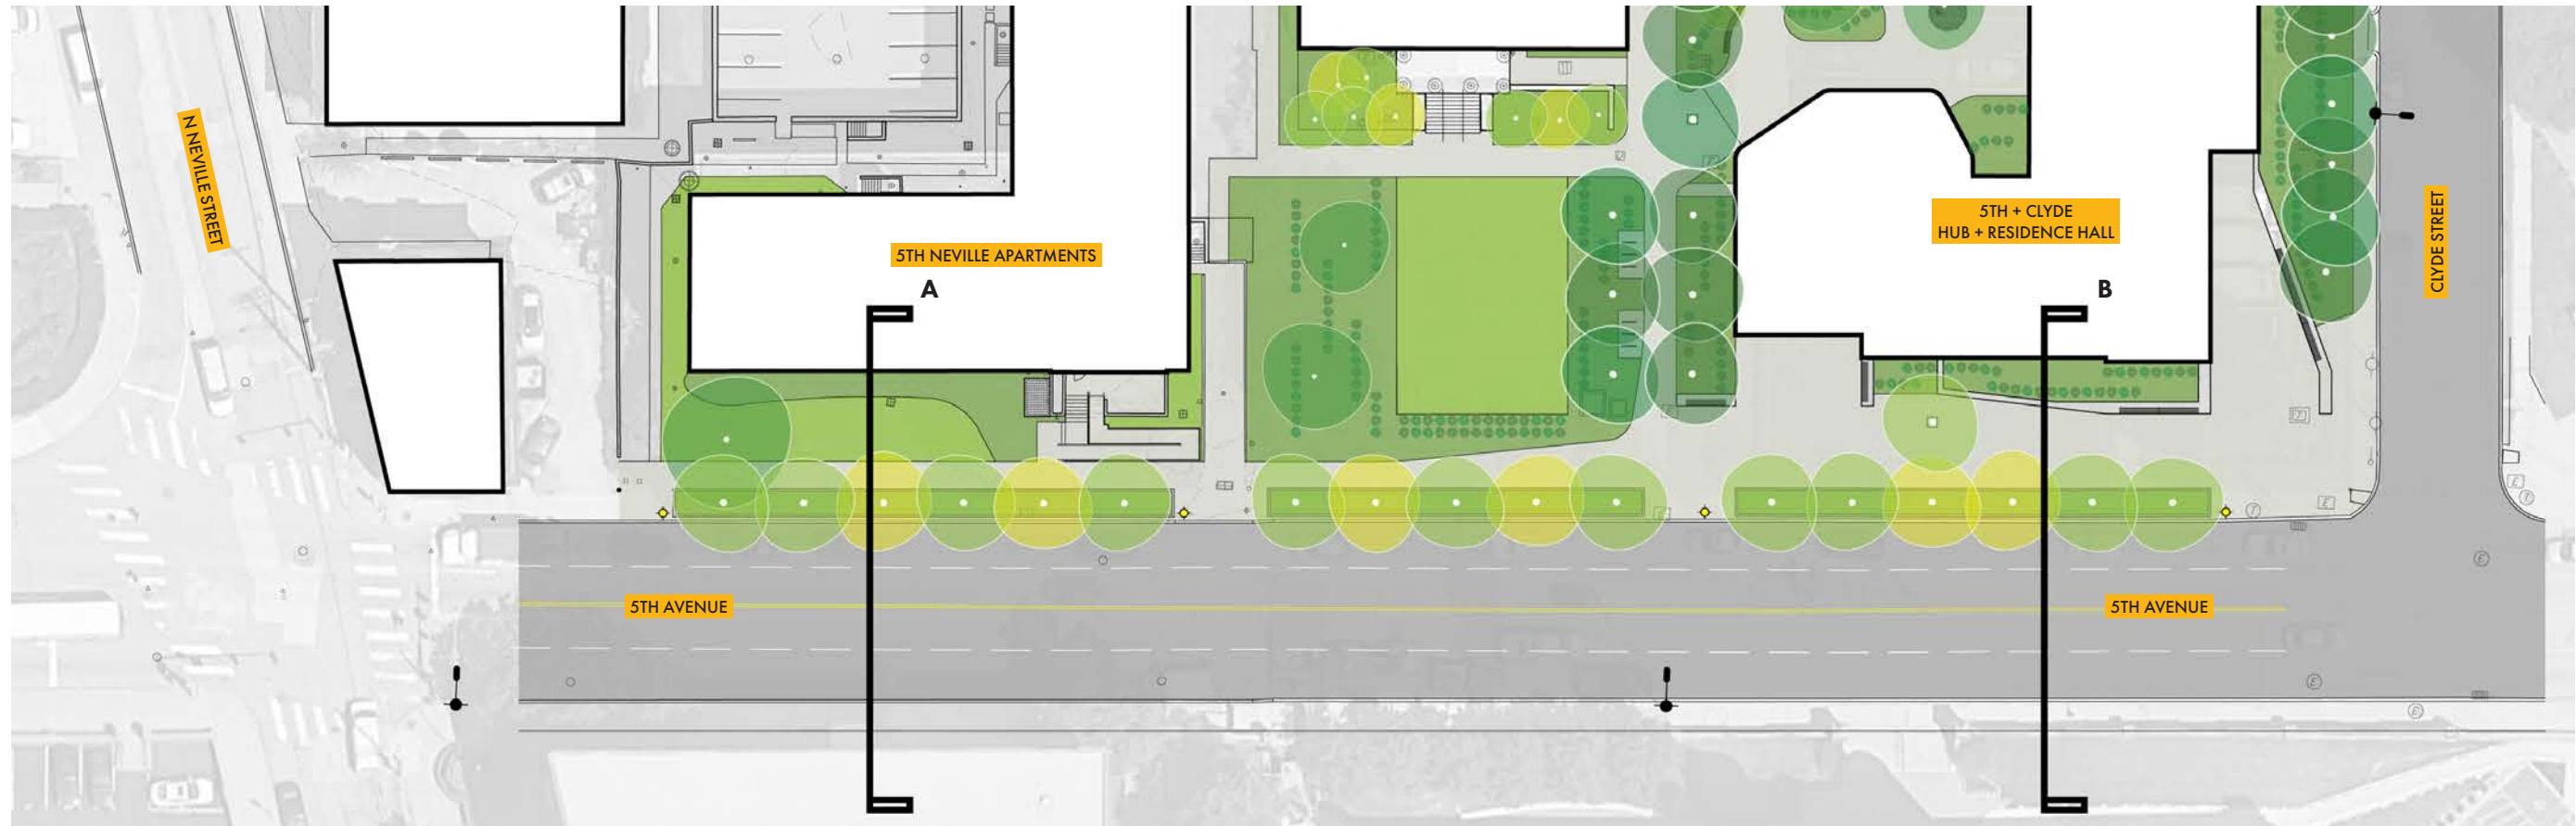 N NEVILLE STREET
5TH NEVILLE APARTMENTS
A
5TH + CLYDE
HUB + RESIDENCE HALL
B
CLYDE STREET
5TH AVENUE
5TH AVENUE